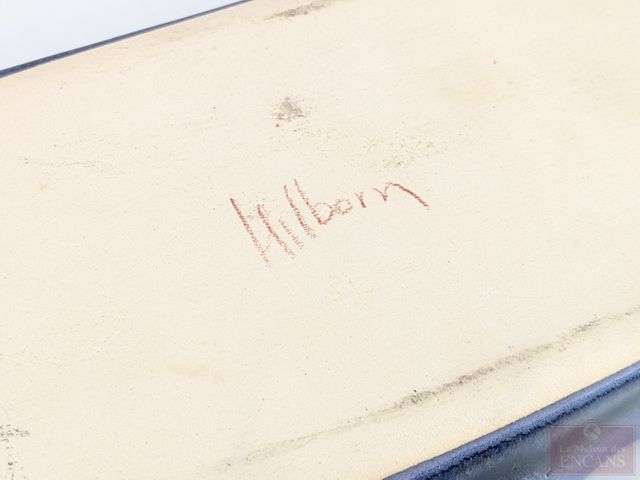 Hilborn
La Maison des
ENCANS